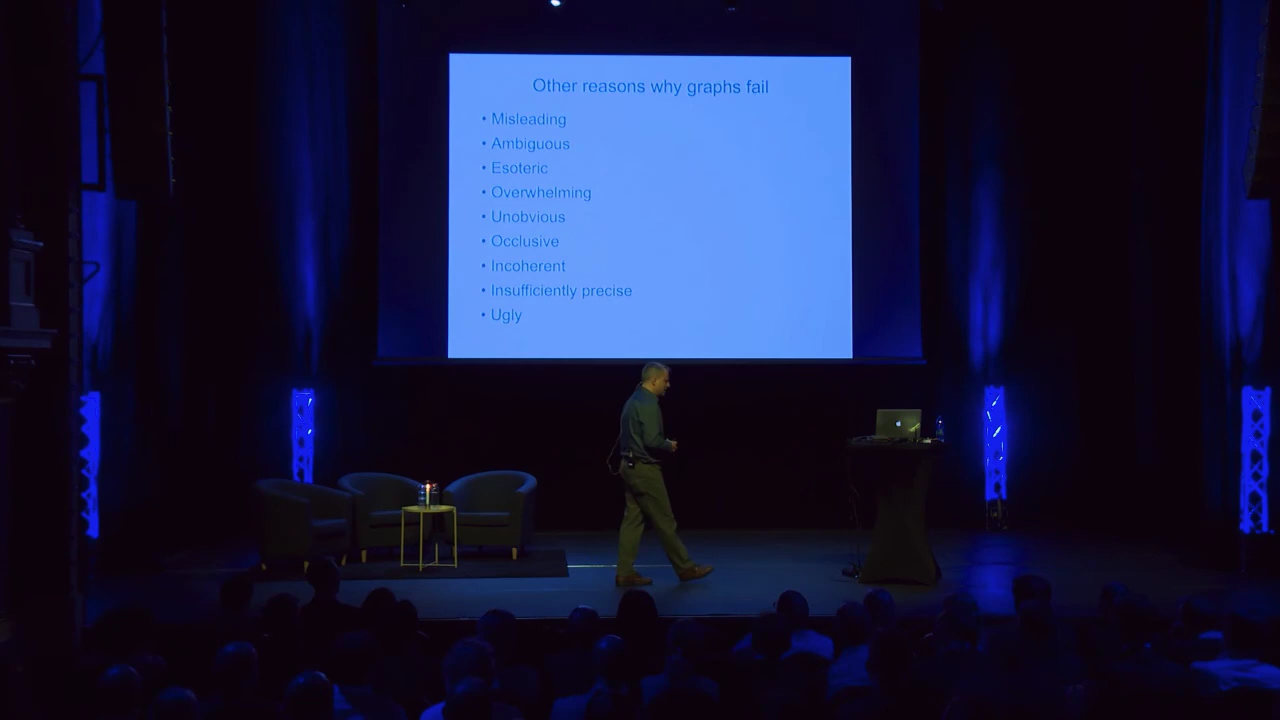 Other reasons why graphs fail
• Misleading
• Ambiguous
• Esoteric
• Overwhelming
• Unobvious
• Occlusive
• Incoherent
• Insufficiently precise
• Ugly